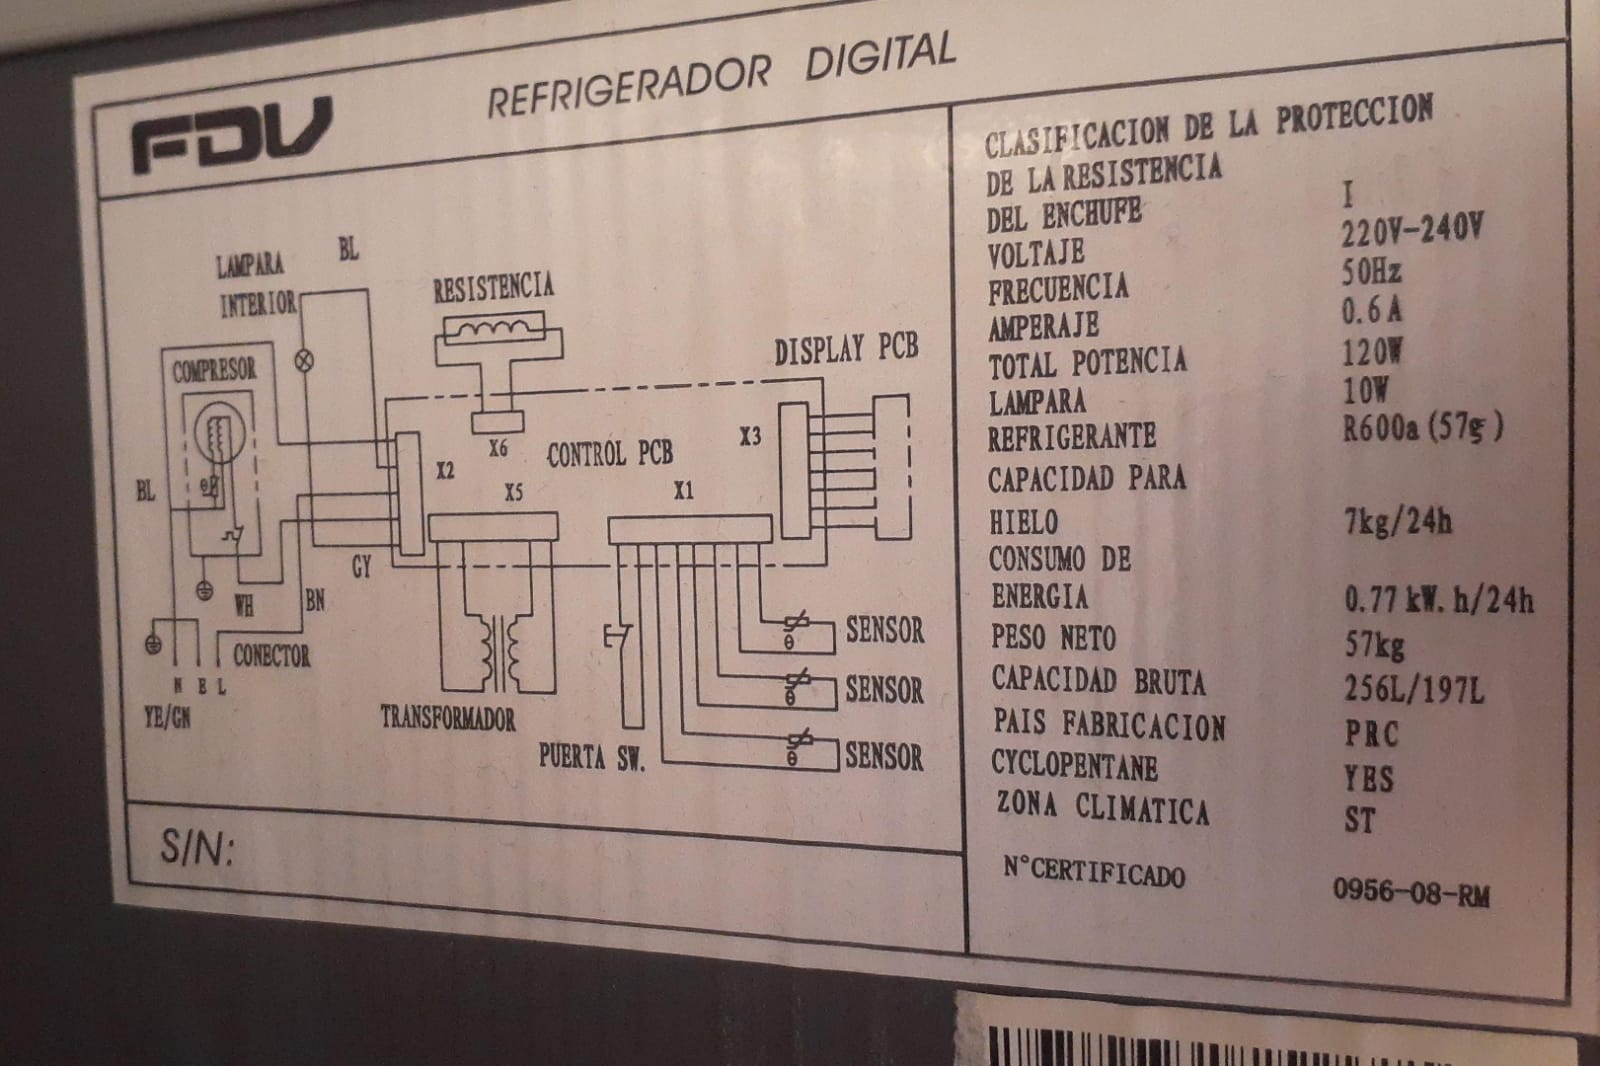 FDV
REFRIGERADOR DIGITAL
LAMPARA
INTERIOR
BL
RESISTENCIA
COMPRESOR
DISPLAY PCB
X6
CONTROL PCB
X3
X2
X5
X1
BL
θ
GY
WH
BN
CONECTOR
N E L
YE/GN
TRANSFORMADOR
PUERTA SW.
θ
SENSOR
θ
SENSOR
θ
SENSOR
S/N:
CLASIFICACION DE LA PROTECCION
DE LA RESISTENCIA
DEL ENCHUFE I
VOLTAJE 220V-240V
FRECUENCIA 50Hz
AMPERAJE 0.6A
TOTAL POTENCIA 120W
LAMPARA 10W
REFRIGERANTE R600a(57g)
CAPACIDAD PARA
HIELO 7kg/24h
CONSUMO DE
ENERGIA 0.77 kW.h/24h
PESO NETO 57kg
CAPACIDAD BRUTA 256L/197L
PAIS FABRICACION PRC
CYCLOPENTANE YES
ZONA CLIMATICA ST
N°CERTIFICADO 0956-08-RM